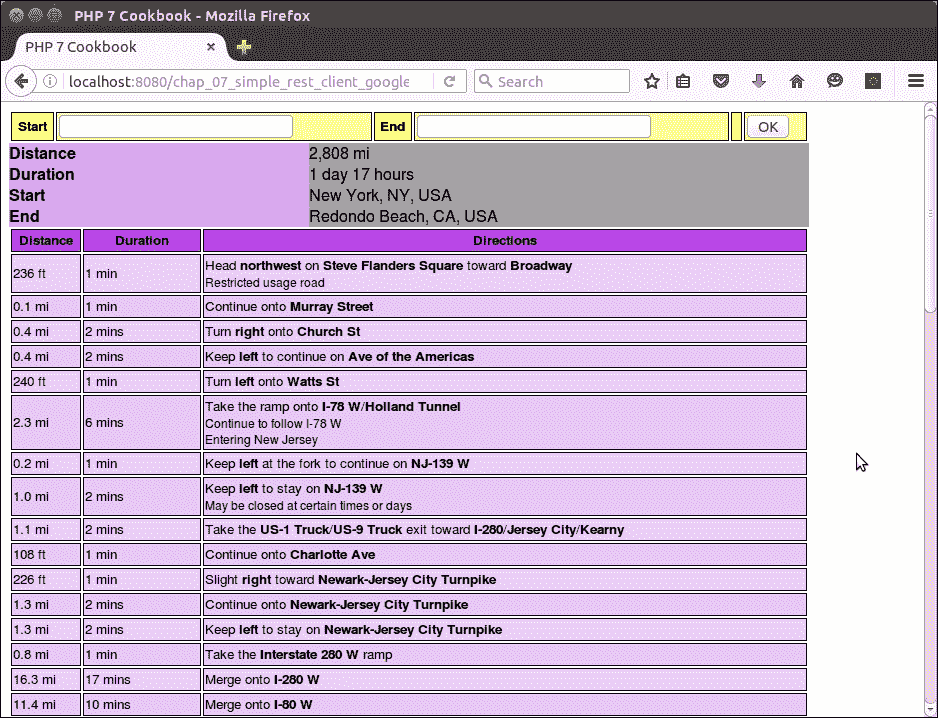 PHP 7 Cookbook - Mozilla Firefox
PHP 7 Cookbook
localhost:8080/chap_07_simple_rest_client_google
Search
Start End OK
Distance 2,808 mi
Duration 1 day 17 hours
Start New York, NY, USA
End Redondo Beach, CA, USA
Distance Duration Directions
236 ft 1 min Head northwest on Steve Flanders Square toward Broadway
Restricted usage road
0.1 mi 1 min Continue onto Murray Street
0.4 mi 2 mins Turn right onto Church St
0.4 mi 2 mins Keep left to continue on Ave of the Americas
240 ft 1 min Turn left onto Watts St
2.3 mi 6 mins Take the ramp onto I-78 W/Holland Tunnel
Continue to follow I-78 W
Entering New Jersey
0.2 mi 1 min Keep left at the fork to continue on NJ-139 W
1.0 mi 2 mins Keep left to stay on NJ-139 W
May be closed at certain times or days
1.1 mi 2 mins Take the US-1 Truck/US-9 Truck exit toward I-280/Jersey City/Kearny
108 ft 1 min Continue onto Charlotte Ave
226 ft 1 min Slight right toward Newark-Jersey City Turnpike
1.3 mi 2 mins Continue onto Newark-Jersey City Turnpike
1.3 mi 2 mins Keep left to stay on Newark-Jersey City Turnpike
0.8 mi 1 min Take the Interstate 280 W ramp
16.3 mi 17 mins Merge onto I-280 W
11.4 mi 10 mins Merge onto I-80 W